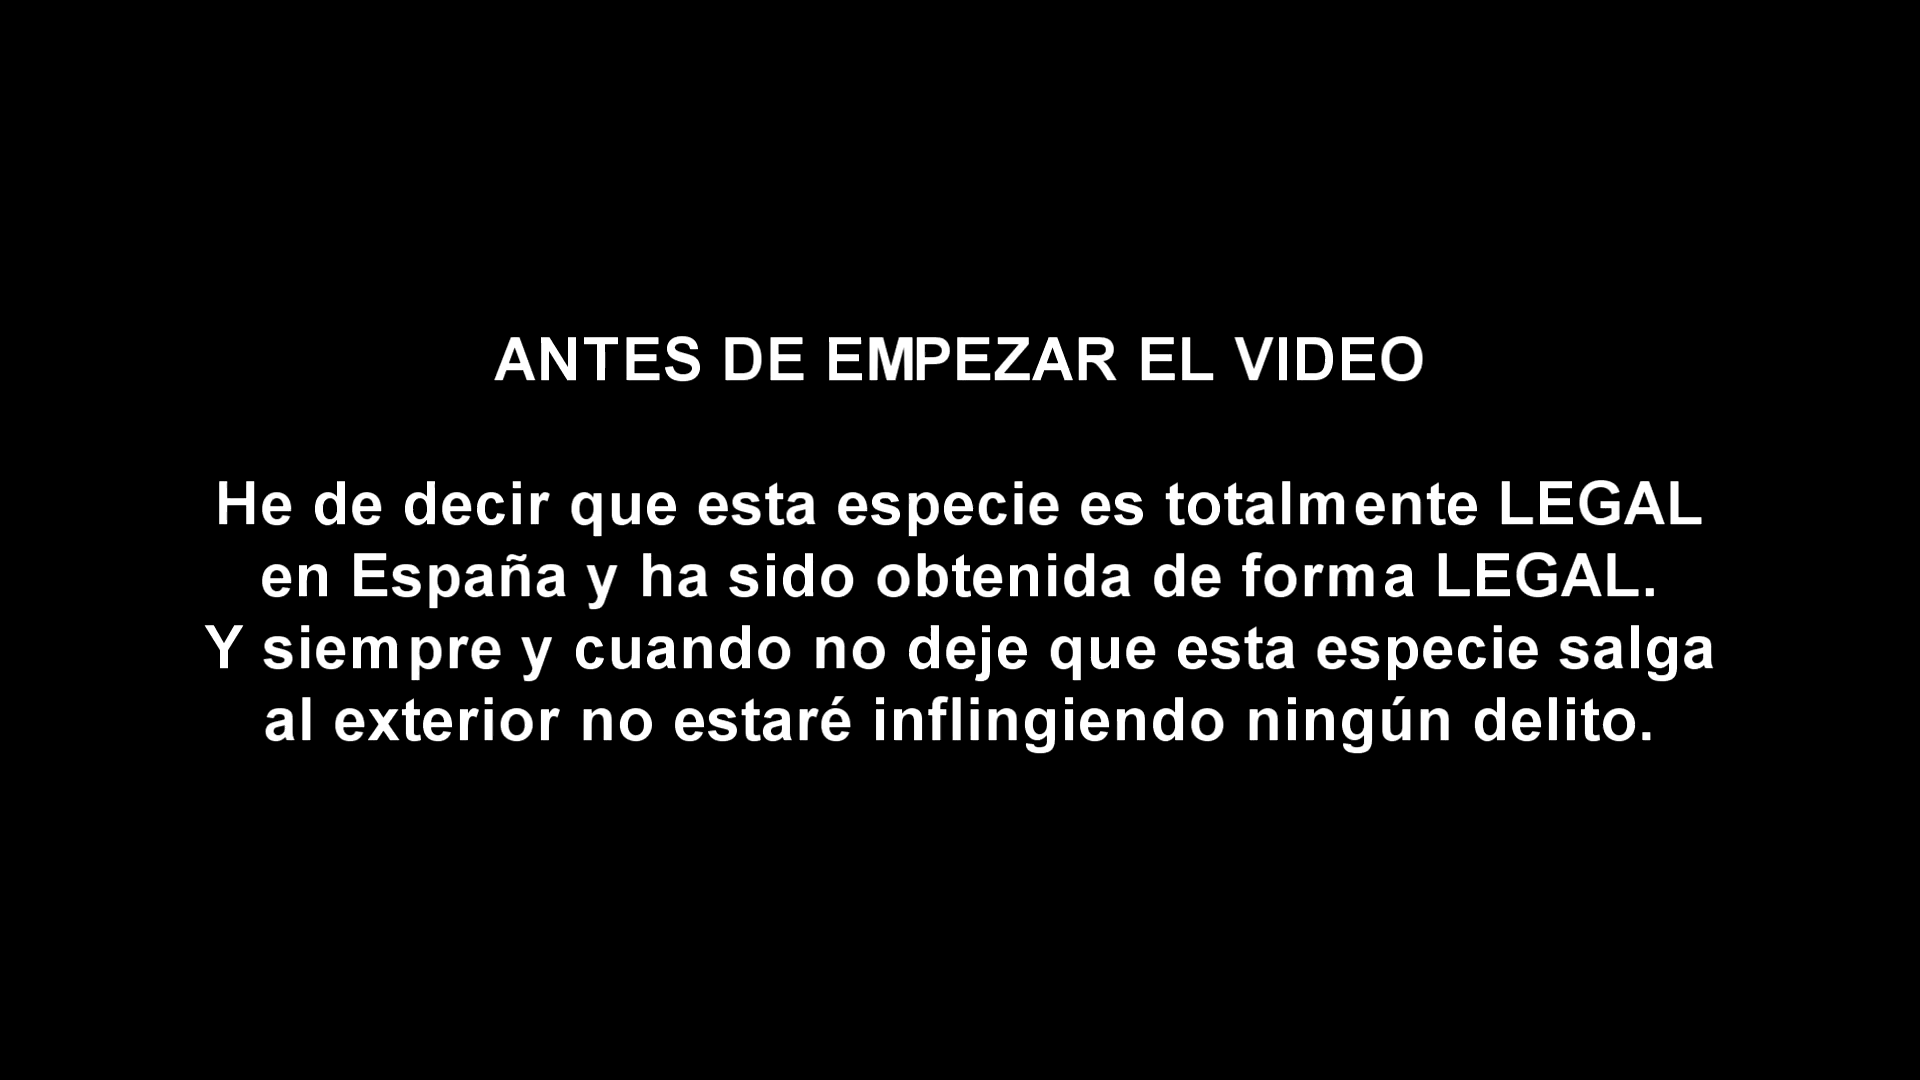 ANTES DE EMPEZAR EL VIDEO
He de decir que esta especie es totalmente LEGAL
en España y ha sido obtenida de forma LEGAL.
Y siempre y cuando no deje que esta especie salga
al exterior no estaré inflingiendo ningún delito.